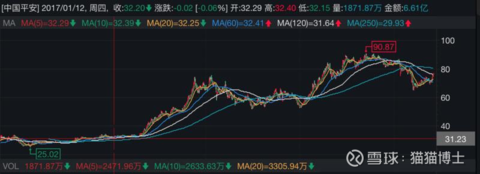 [中国平安] 2017/01/12, 周四, 收:32.20↓ 涨跌:-0.02 [-0.06%] 开:32.29 高:32.40 低:32.15 总量:1871.87万 金额:6.61亿
MA MA(5)=32.29↓ MA(10)=32.39↓ MA(20)=32.25↓ MA(60)=32.41↑ MA(120)=31.64↑ MA(250)=29.93↑
90.87
100
80
60
40
31.23
25.02
VOL 1871.87万↓ MA(5)=2471.96万↓ MA(10)=2633.63万↓ MA(20)=3305.94万↓
雪球：猫猫博士